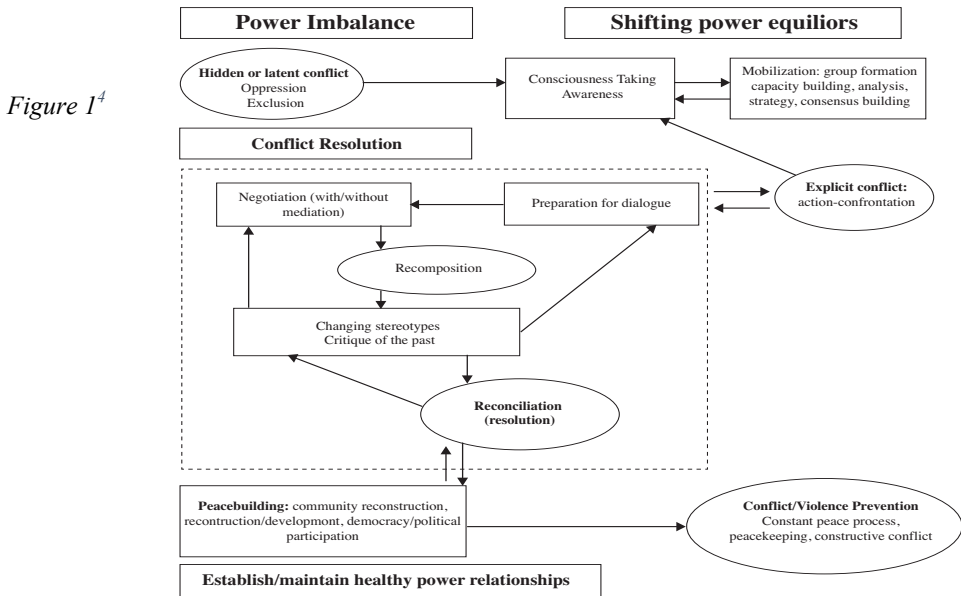 Power Imbalance
Shifting power equiliors
Figure 1⁴
Hidden or latent conflict
Oppression
Exclusion
Consciousness Taking
Awareness
Mobilization: group formation
capacity building, analysis,
strategy, consensus building
Conflict Resolution
Negotiation (with/without
mediation)
Preparation for dialogue
Explicit conflict:
action-confrontation
Recomposition
Changing stereotypes
Critique of the past
Reconciliation
(resolution)
Peacebuilding: community reconstruction,
recontruction/development, democracy/political
participation
Conflict/Violence Prevention
Constant peace process,
peacekeeping, constructive conflict
Establish/maintain healthy power relationships